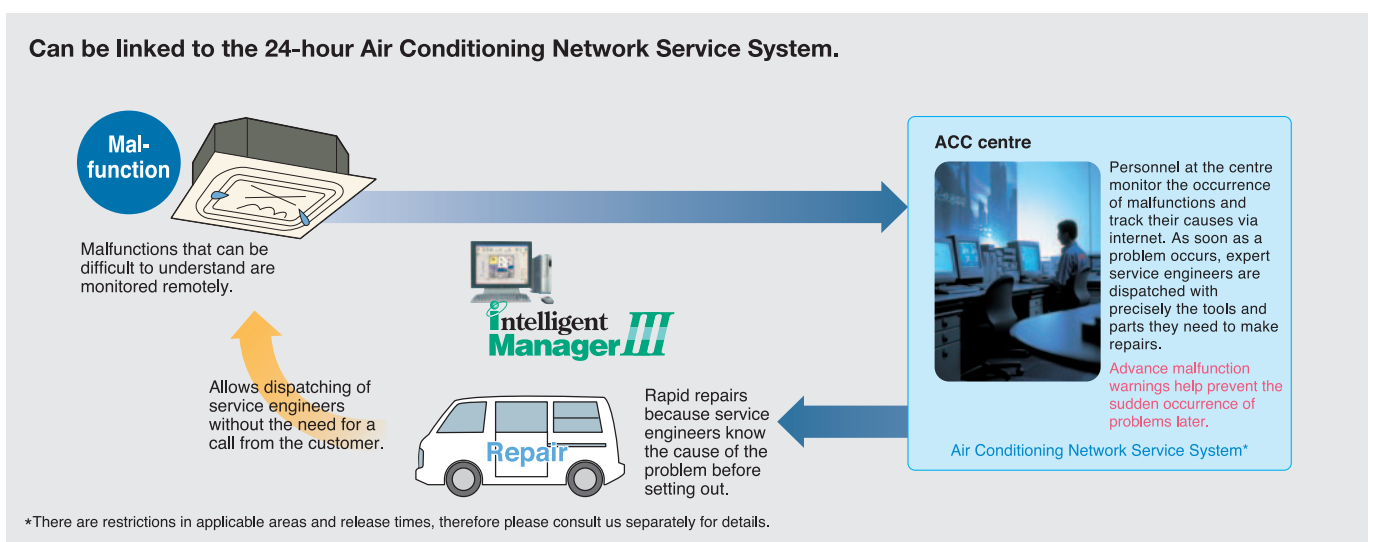 Can be linked to the 24-hour Air Conditioning Network Service System.
Mal-
function
Malfunctions that can be
difficult to understand are
monitored remotely.
intelligent
Manager III
ACC centre
Personnel at the centre
monitor the occurrence
of malfunctions and
track their causes via
internet. As soon as a
problem occurs, expert
service engineers are
dispatched with
precisely the tools and
parts they need to make
repairs.
Advance malfunction
warnings help prevent the
sudden occurrence of
problems later.
Air Conditioning Network Service System*
Rapid repairs
because service
engineers know
the cause of the
problem before
setting out.
Repair
Allows dispatching of
service engineers
without the need for a
call from the customer.
*There are restrictions in applicable areas and release times, therefore please consult us separately for details.